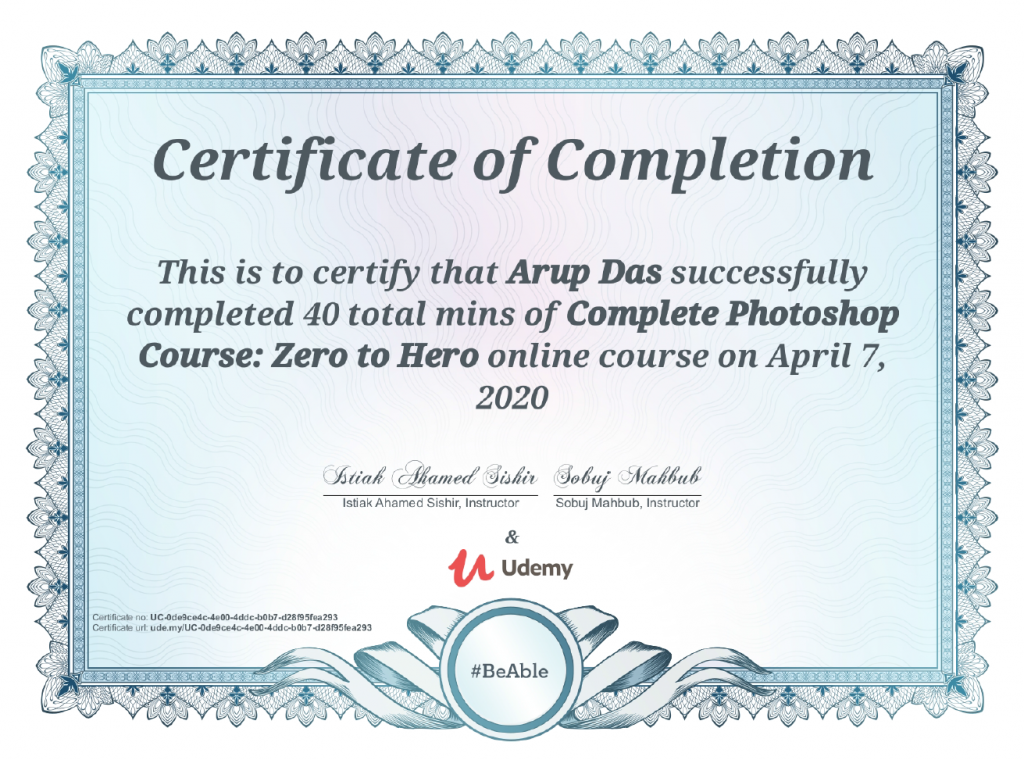 Certificate of Completion
This is to certify that Arup Das successfully
completed 40 total mins of Complete Photoshop
Course: Zero to Hero online course on April 7,
2020
Istiak Ahamed Sishir Sobuj Mahbub
Istiak Ahamed Sishir, Instructor Sobuj Mahbub, Instructor
&
Udemy
Certificate no: UC-0de9ce4c-4e00-4ddc-b0b7-d28f95fea293
Certificate url: ude.my/UC-0de9ce4c-4e00-4ddc-b0b7-d28f95fea293
#BeAble